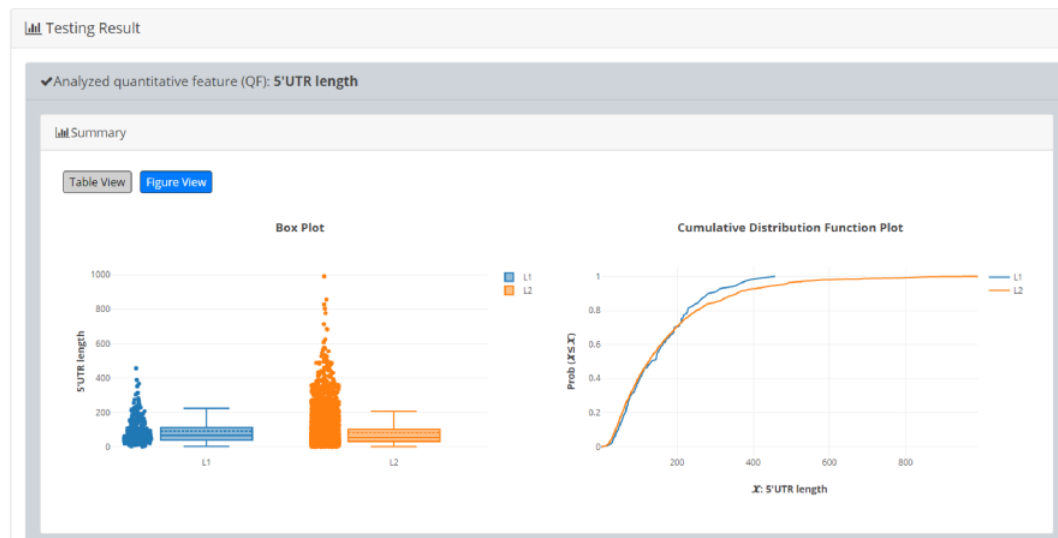 Testing Result
Analyzed quantitative feature (QF): 5'UTR length
Summary
Table View
Figure View
Box Plot
1000
800
600
400
200
0
5'UTR length
L1
L2
L1
L2
Cumulative Distribution Function Plot
1
0.8
0.6
0.4
0.2
0
Prob (X≤X)
200
400
600
800
X: 5'UTR length
L1
L2